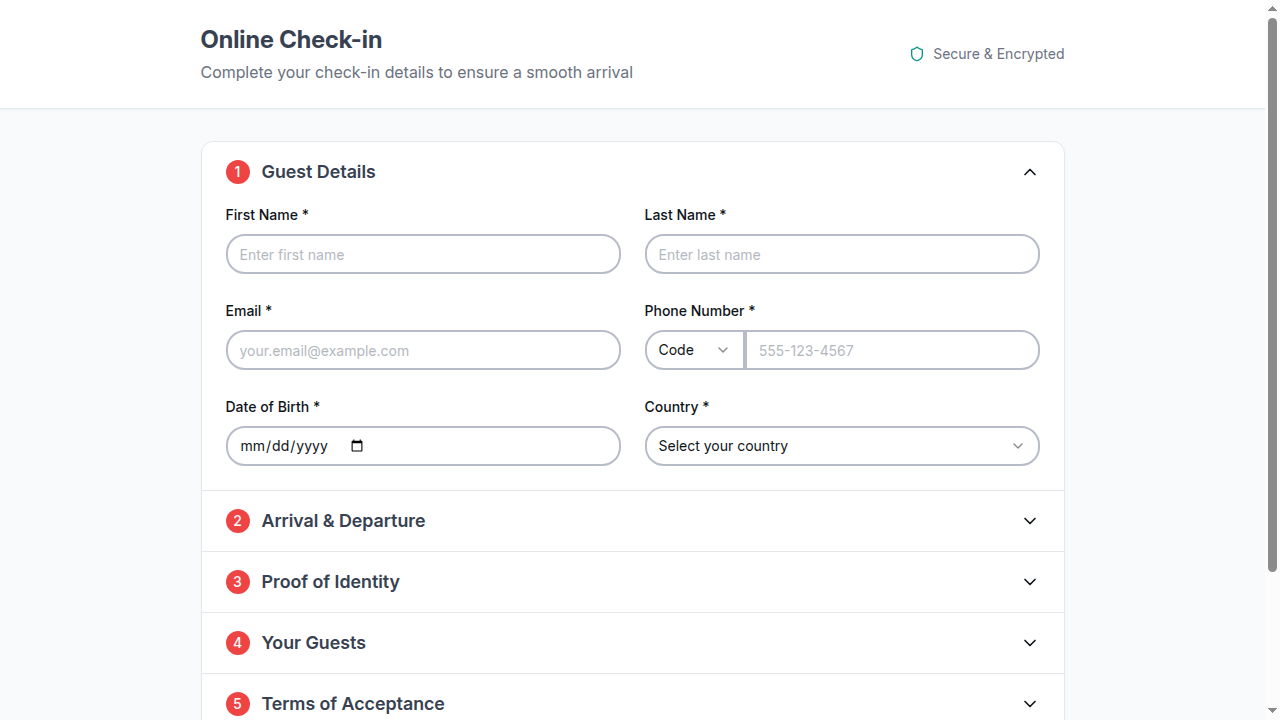 Online Check-in
Complete your check-in details to ensure a smooth arrival
Secure & Encrypted
1 Guest Details
First Name *
Last Name *
Enter first name
Enter last name
Email *
Phone Number *
your.email@example.com
Code
555-123-4567
Date of Birth *
Country *
mm/dd/yyyy
Select your country
2 Arrival & Departure
3 Proof of Identity
4 Your Guests
5 Terms of Acceptance